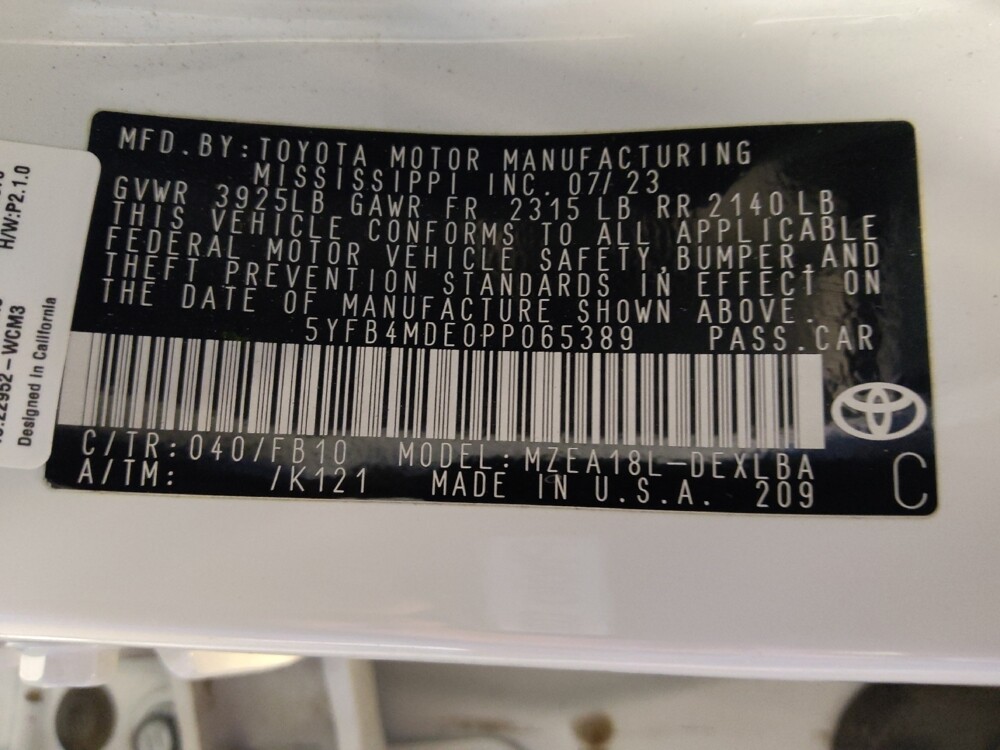 MFD.BY:TOYOTA MOTOR MANUFACTURING
MISSISSIPPI INC. 07/23
GVWR 3925LB GAWR FR 2315 LB RR 2140 LB
THIS VEHICLE CONFORMS TO ALL APPLICABLE
FEDERAL MOTOR VEHICLE SAFETY,BUMPER,AND
THEFT PREVENTION STANDARDS IN EFFECT ON
THE DATE OF MANUFACTURE SHOWN ABOVE.
5YFB4MDE0PP065389 PASS.CAR
C/TR:040/FB10 MODEL:MZEA18L-DEXLBA
A/TM: /K121 MADE IN U.S.A. 209
C
H/W:P2.1.0
22952-WCM3
Designed in California